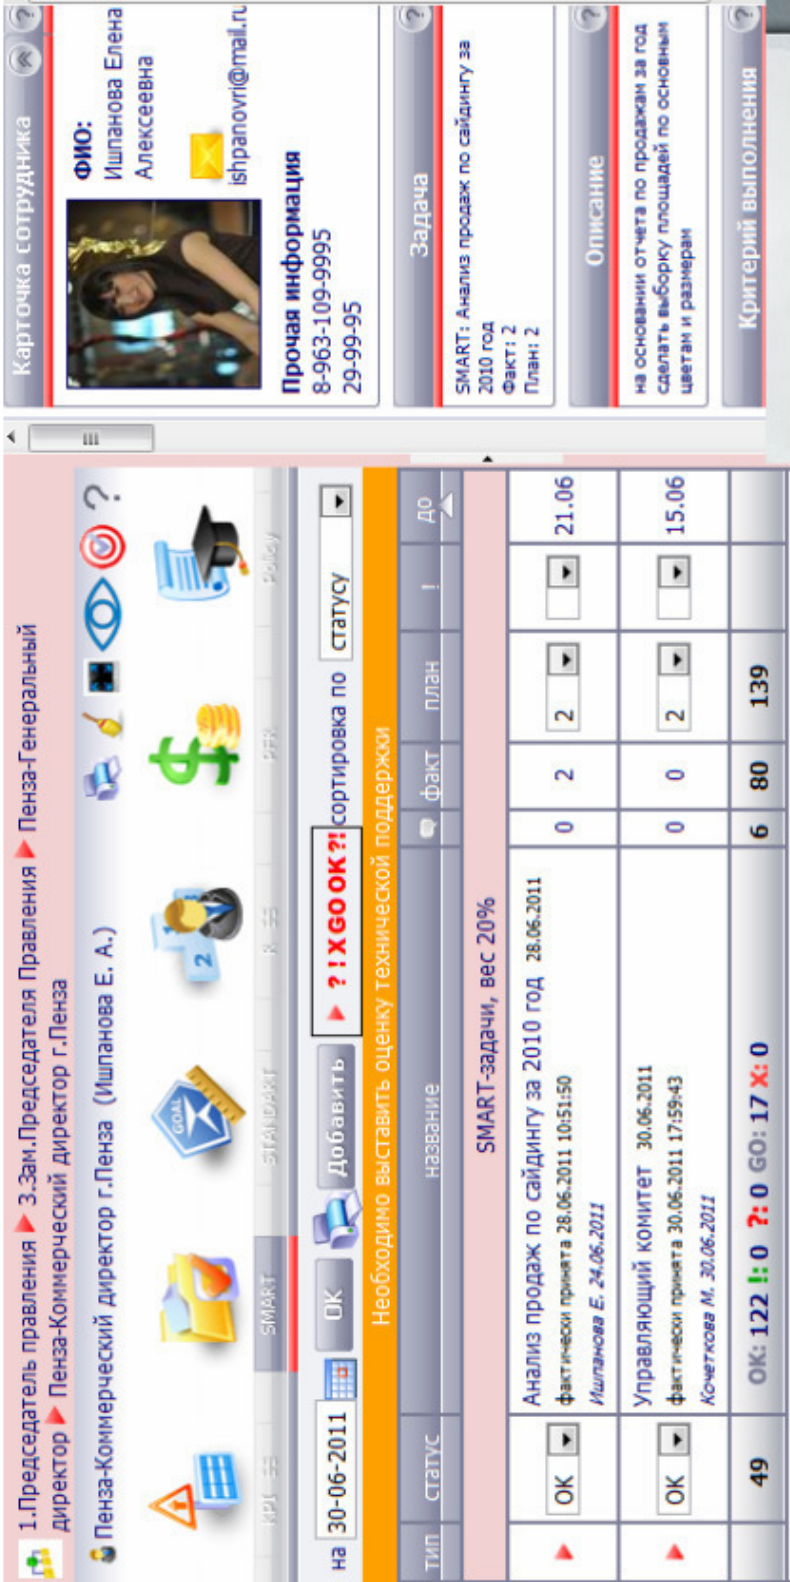 1.Председатель правления 3.Зам.Председателя Правления Пенза-Генеральный
директор Пенза-Коммерческий директор г.Пенза
Пенза-Коммерческий директор г.Пенза (Ишпанова Е. А.)
?
GOAL
2
SMART STANDART PFR Policy
на 30-06-2011 OK Добавить ? ! X GO OK ?! сортировка по статусу
Необходимо выставить оценку технической поддержки
тип статус название факт план ! до
SMART-задачи, вес 20%
OK Анализ продаж по сайдингу за 2010 год 28.06.2011 0 2 2 21.06
фактически принята 28.06.2011 10:51:50
Ишпанова Е. 24.06.2011
OK Управляющий комитет 30.06.2011 0 0 2 15.06
фактически принята 30.06.2011 17:59:43
Кочеткова М. 30.06.2011
49 OK: 122 !: 0 ?: 0 GO: 17 X: 0 6 80 139
Карточка сотрудника
?
ФИО:
Ишпанова Елена
Алексеевна
ishpanovri@mail.ru
Прочая информация
8-963-109-9995
29-99-95
Задача
?
SMART: Анализ продаж по сайдингу за
2010 год
Факт: 2
План: 2
Описание
?
на основании отчета по продажам за год
сделать выборку площадей по основным
цветам и размерам
Критерий выполнения
?